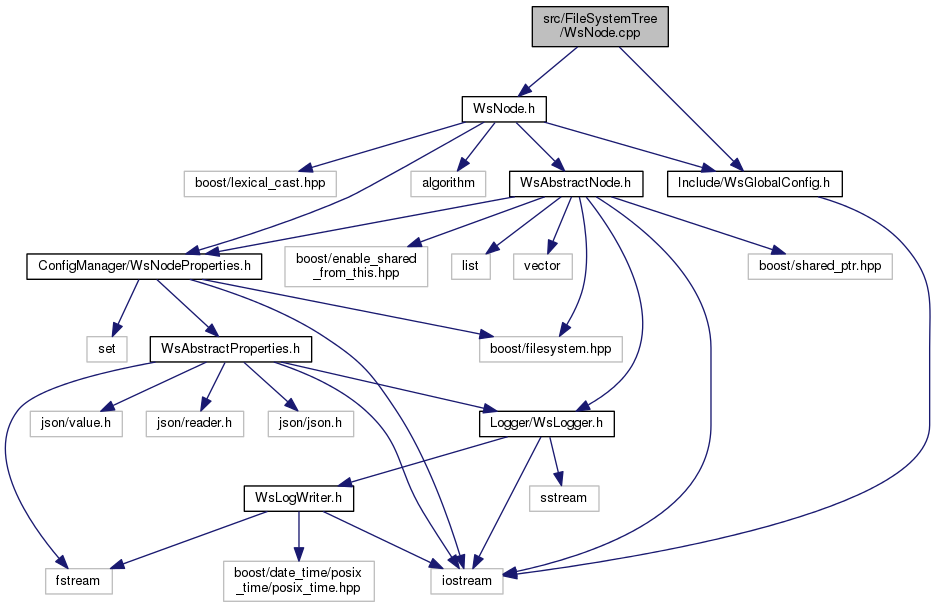 src/FileSystemTree
/WsNode.cpp
WsNode.h
boost/lexical_cast.hpp
algorithm
WsAbstractNode.h
Include/WsGlobalConfig.h
ConfigManager/WsNodeProperties.h
boost/enable_shared
_from_this.hpp
list
vector
boost/shared_ptr.hpp
set
WsAbstractProperties.h
boost/filesystem.hpp
json/value.h
json/reader.h
json/json.h
Logger/WsLogger.h
WsLogWriter.h
sstream
fstream
boost/date_time/posix
_time/posix_time.hpp
iostream